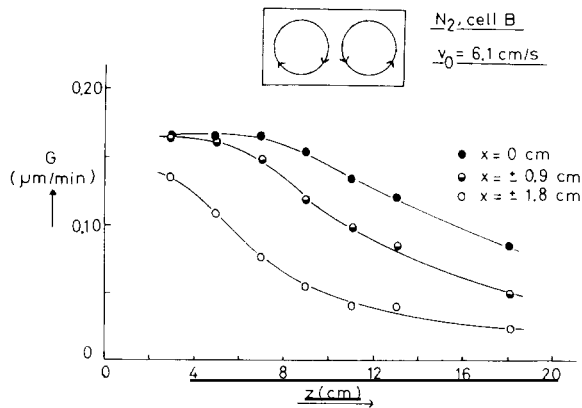 N2, cell B
v0 = 6,1 cm/s
0,20
G
(µm/min)
0,10
0
● x = 0 cm
x = ± 0,9 cm
○ x = ± 1,8 cm
0 4 8 12 16 20
z (cm)